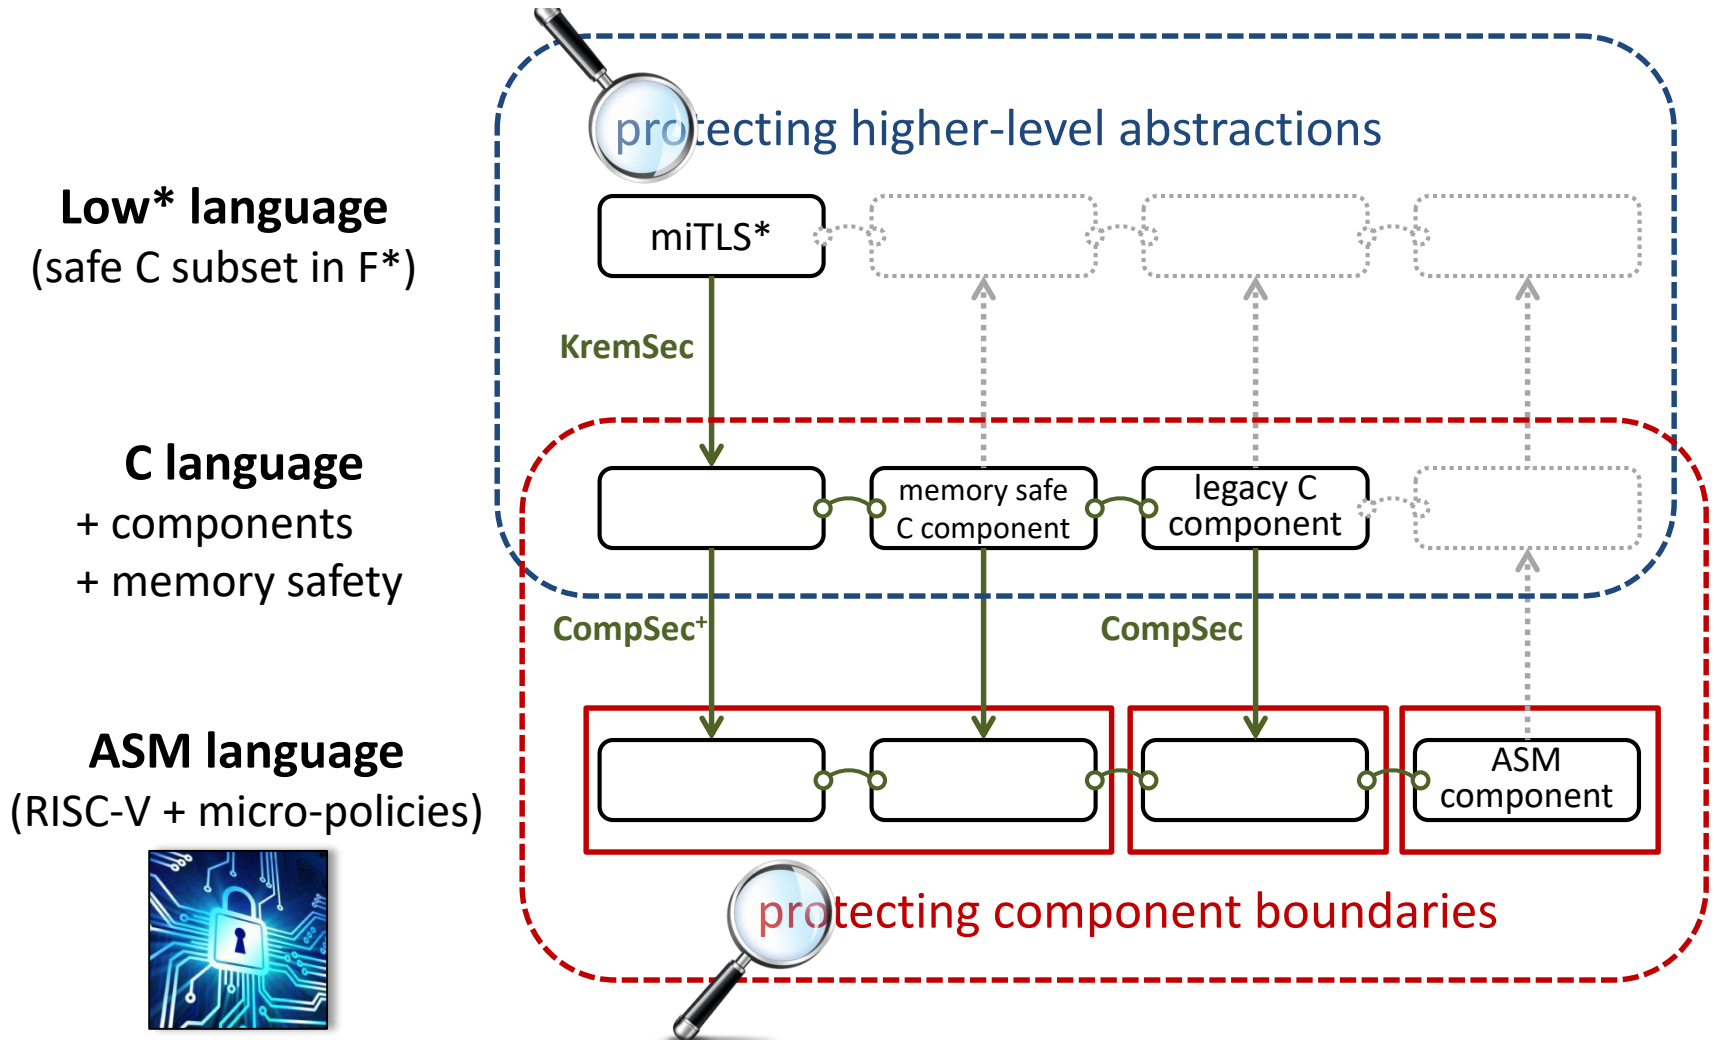 protecting higher-level abstractions
Low* language
(safe C subset in F*)
miTLS*
KremSec
C language
+ components
+ memory safety
memory safe
C component
legacy C
component
CompSec⁺
CompSec
ASM language
(RISC-V + micro-policies)
ASM
component
protecting component boundaries